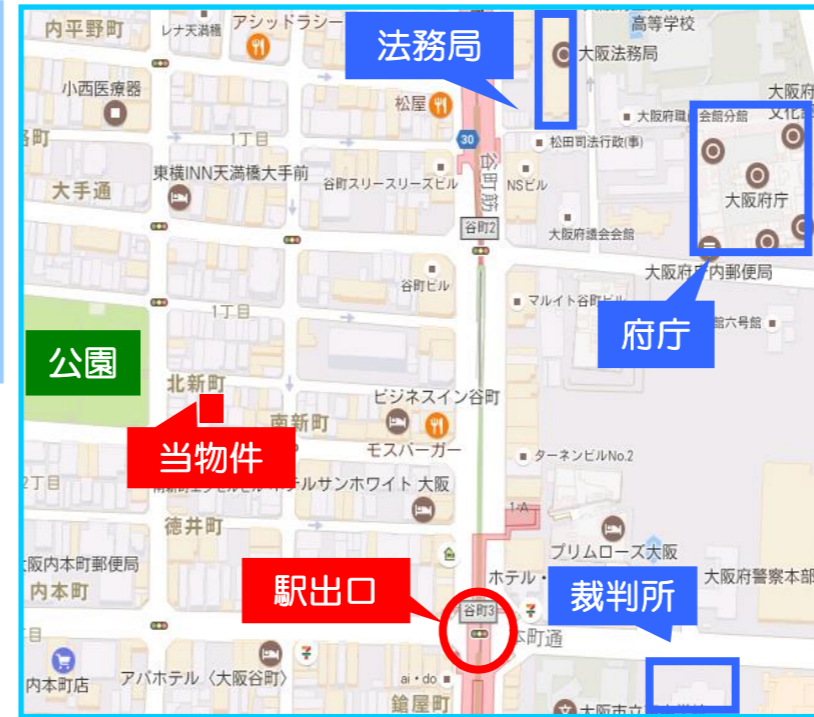 内平野町
レナ天満橋
アシッドラシー
高等学校
法務局
大阪法務局
小西医療器
松屋
大阪府
大阪府職
会館分館
30
松田司法行政(事)
1丁目
谷町筋
大手通
東横INN天満橋大手前
谷町スリースリーズビル
NSビル
大阪府庁
谷町2
大阪府議会会館
谷町ビル
大阪府庁内郵便局
マルイト谷町ビル
1丁目
館六号館
府庁
公園
北新町
ビジネスイン谷町
南新町
モスバーガー
当物件
ターネンビルNo.2
2丁目
ホテルサンホワイト 大阪
1-A
徳井町
プリムローズ大阪
大阪内本町郵便局
大阪府警察本部
駅出口
ホテル・
内本町
谷町3
裁判所
本町通
アパホテル〈大阪谷町〉
内本町店
ai・do
鎗屋町
大阪市立